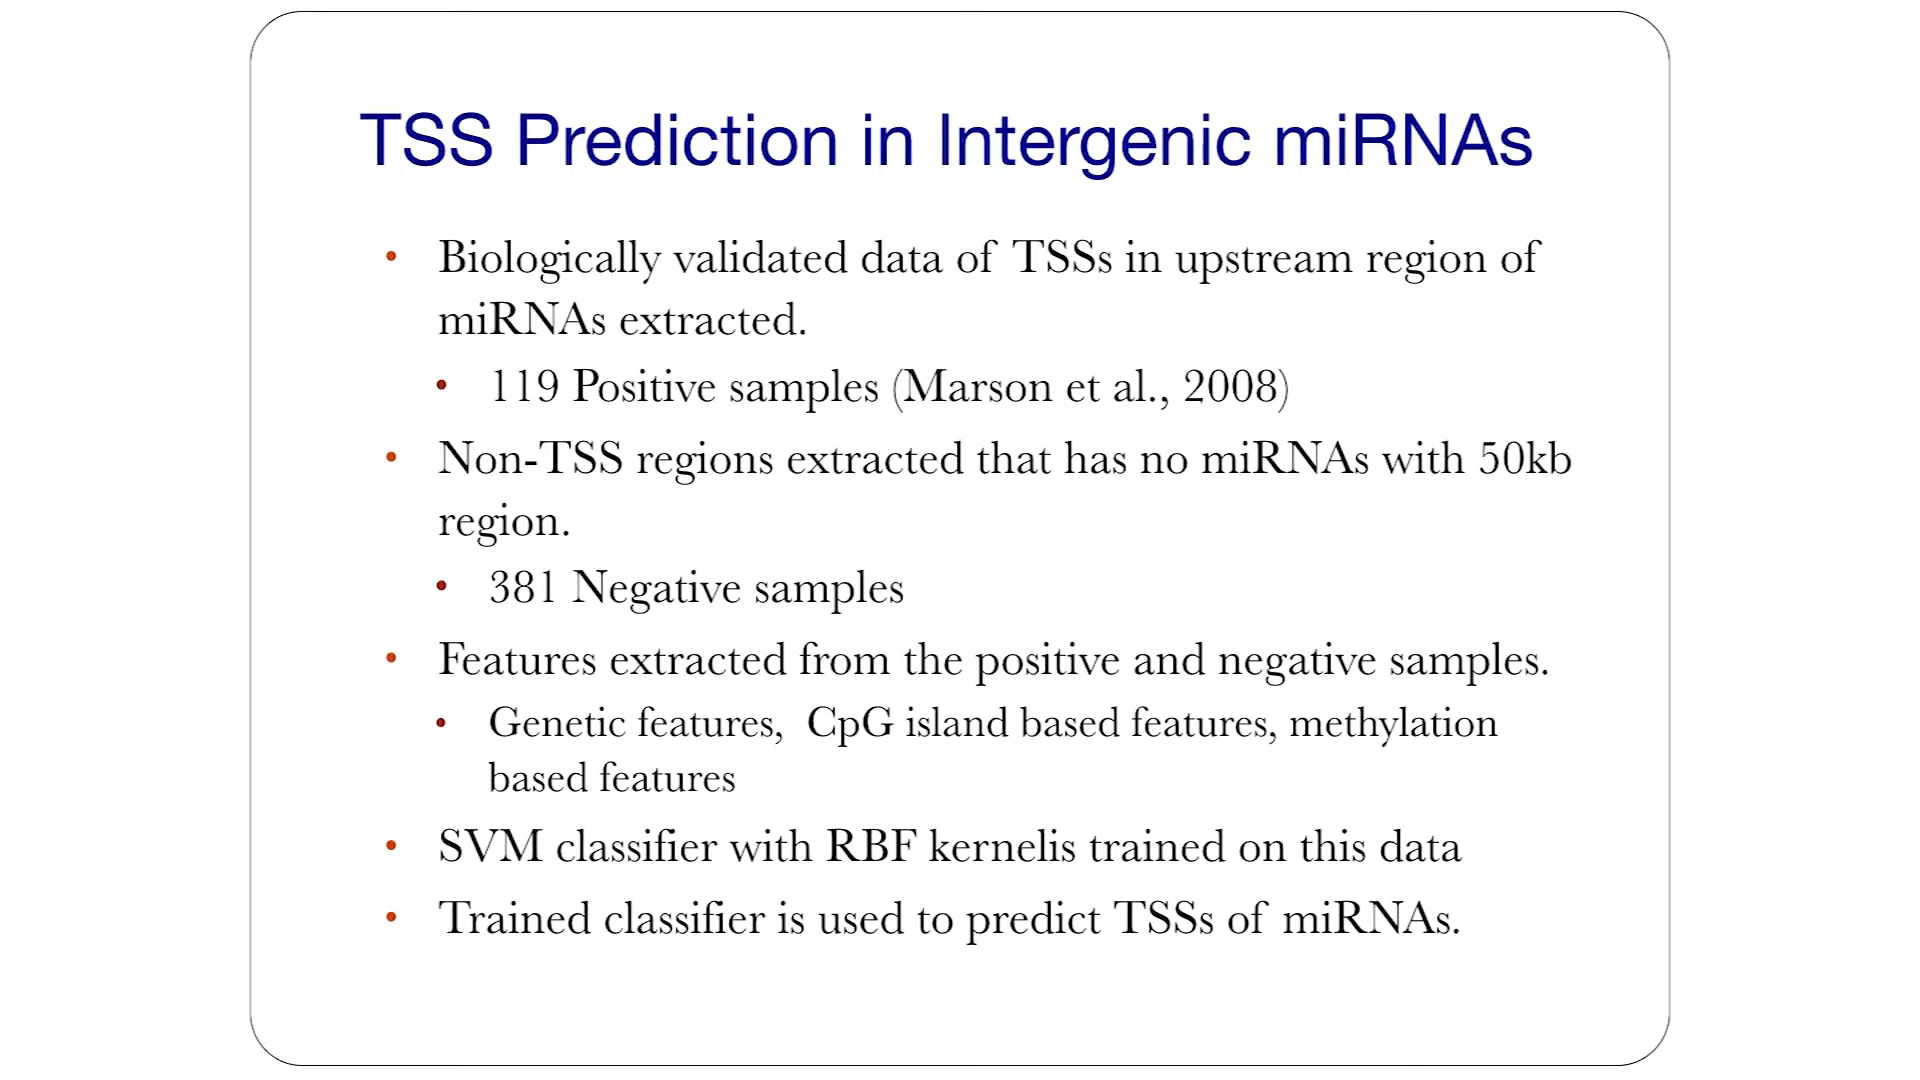 TSS Prediction in Intergenic miRNAs
• Biologically validated data of TSSs in upstream region of
miRNAs extracted.
• 119 Positive samples (Marson et al., 2008)
• Non-TSS regions extracted that has no miRNAs with 50kb
region.
• 381 Negative samples
• Features extracted from the positive and negative samples.
• Genetic features, CpG island based features, methylation
based features
• SVM classifier with RBF kernelis trained on this data
• Trained classifier is used to predict TSSs of miRNAs.